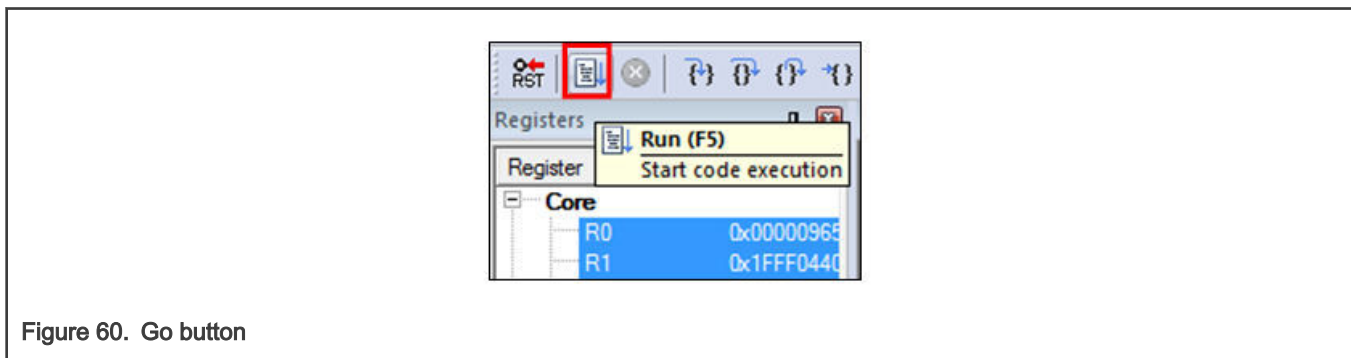 RST
{} {} {} {}
Registers
Run (F5)
Register
Start code execution
Core
R0 0x00000965
R1 0x1FFF0440
Figure 60. Go button